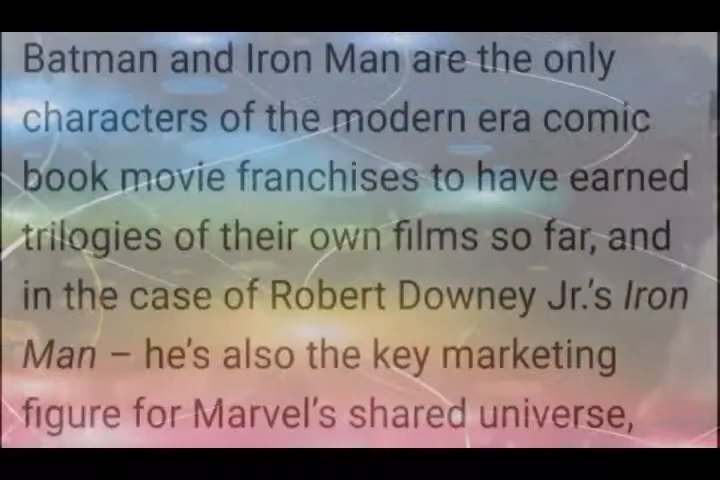 Batman and Iron Man are the only
characters of the modern era comic
book movie franchises to have earned
trilogies of their own films so far, and
in the case of Robert Downey Jr.'s Iron
Man – he's also the key marketing
figure for Marvel's shared universe,